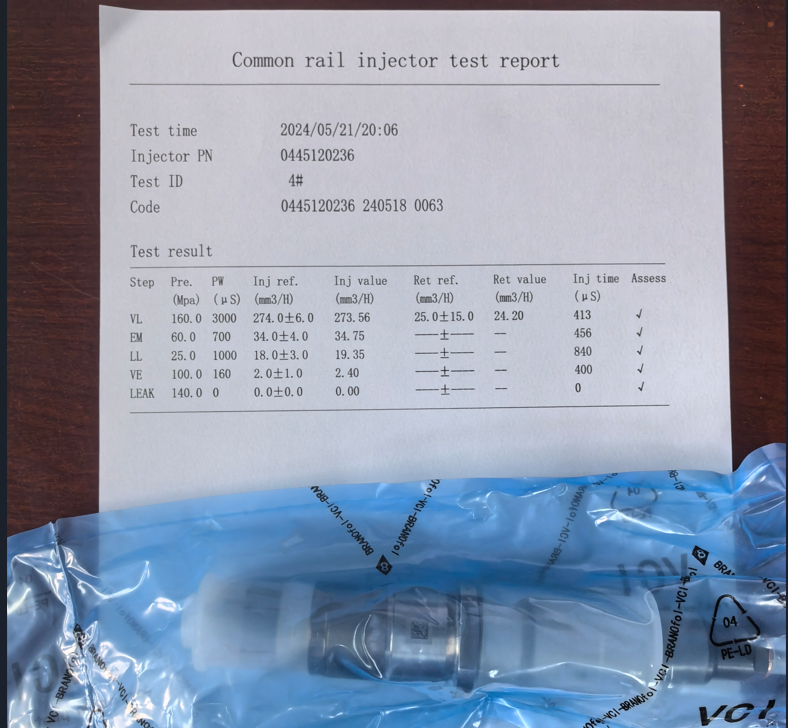 Common rail injector test report
Test time 2024/05/21/20:06
Injector PN 0445120236
Test ID 4#
Code 0445120236 240518 0063
Test result
Step Pre. PW Inj ref. Inj value Ret ref. Ret value Inj time Assess
(Mpa) (μS) (mm3/H) (mm3/H) (mm3/H) (mm3/H) (μS)
VL 160.0 3000 274.0±6.0 273.56 25.0±15.0 24.20 413 √
EM 60.0 700 34.0±4.0 34.75 ——±—— — 456 √
LL 25.0 1000 18.0±3.0 19.35 ——±—— — 840 √
VE 100.0 160 2.0±1.0 2.40 ——±—— — 400 √
LEAK 140.0 0 0.0±0.0 0.00 ——±—— — 0 √
BRANOfol-VCI-BRANOfol
VCI
BRANOfol-VCI-BRANOfol
04
PE-LD
VCI